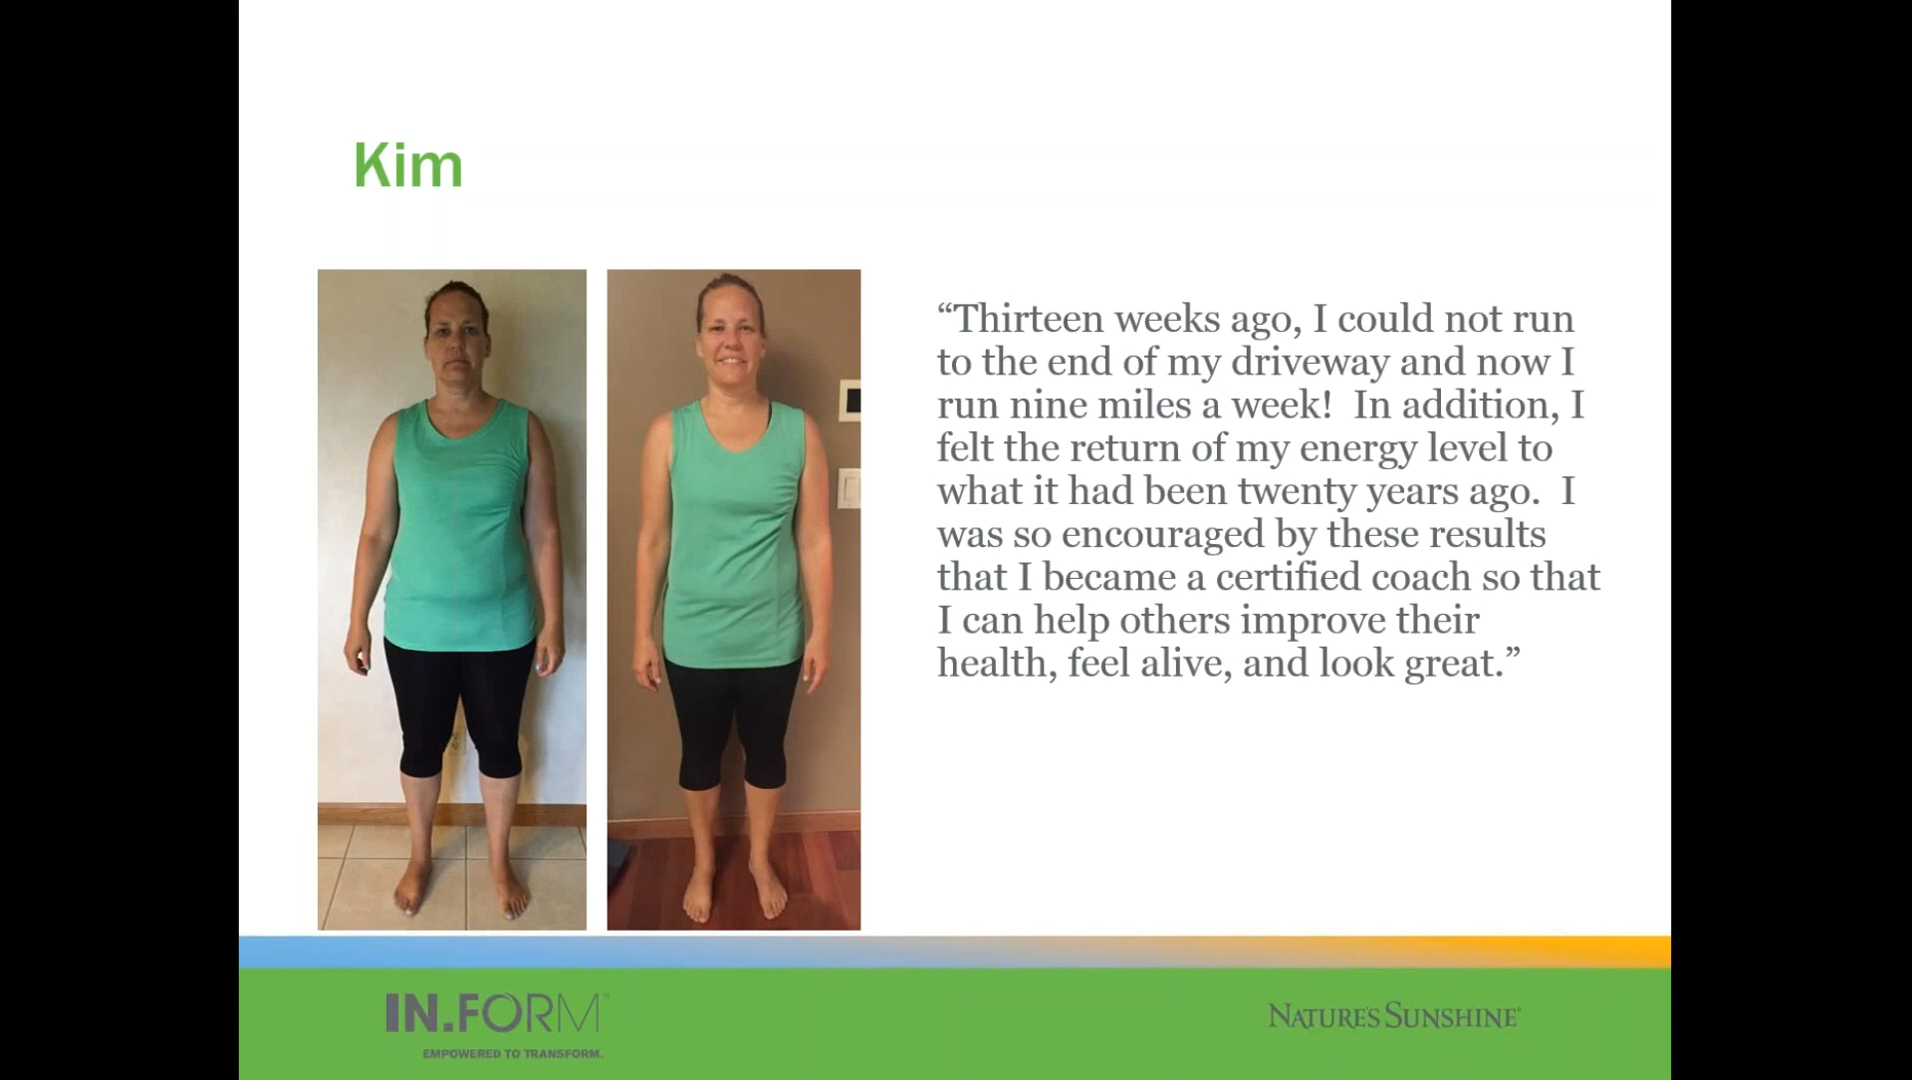 Kim
“Thirteen weeks ago, I could not run
to the end of my driveway and now I
run nine miles a week!  In addition, I
felt the return of my energy level to
what it had been twenty years ago.  I
was so encouraged by these results
that I became a certified coach so that
I can help others improve their
health, feel alive, and look great.”
IN.FORM™
EMPOWERED TO TRANSFORM.
NATURE'S SUNSHINE®